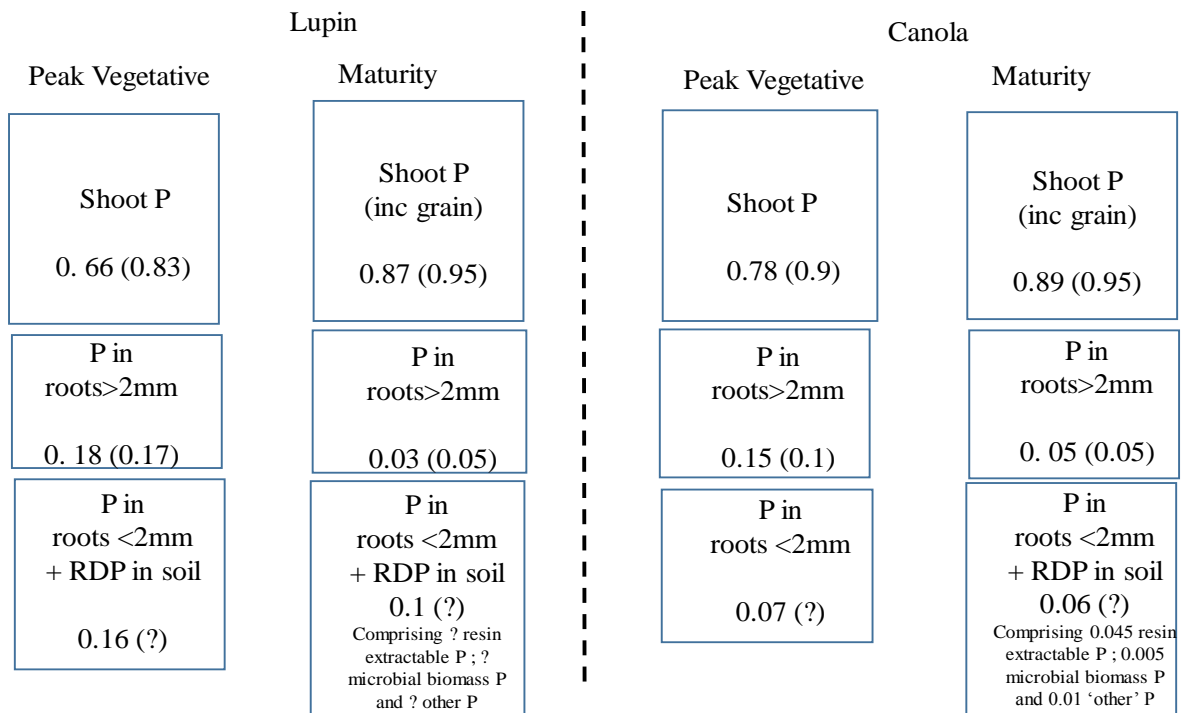 Lupin
Peak Vegetative
Maturity
Shoot P
0. 66 (0.83)
Shoot P
(inc grain)
0.87 (0.95)
P in
roots>2mm
0. 18 (0.17)
P in
roots>2mm
0.03 (0.05)
P in
roots <2mm
+ RDP in soil
0.16 (?)
P in
roots <2mm
+ RDP in soil
0.1 (?)
Comprising ? resin
extractable P ; ?
microbial biomass P
and ? other P
Canola
Peak Vegetative
Maturity
Shoot P
0.78 (0.9)
Shoot P
(inc grain)
0.89 (0.95)
P in
roots>2mm
0.15 (0.1)
P in
roots>2mm
0. 05 (0.05)
P in
roots <2mm
0.07 (?)
P in
roots <2mm
+ RDP in soil
0.06 (?)
Comprising 0.045 resin
extractable P ; 0.005
microbial biomass P
and 0.01 ‘other’ P